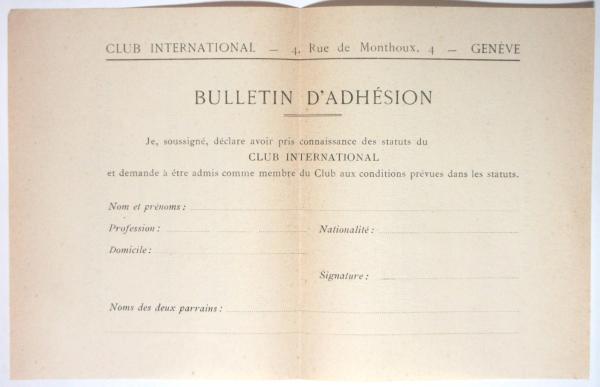 CLUB INTERNATIONAL — 4, Rue de Monthoux, 4 — GENÈVE
BULLETIN D'ADHÉSION
Je, soussigné, déclare avoir pris connaissance des statuts du
CLUB INTERNATIONAL
et demande à être admis comme membre du Club aux conditions prévues dans les statuts.
Nom et prénoms :
Profession : Nationalité :
Domicile :
Signature :
Noms des deux parrains :